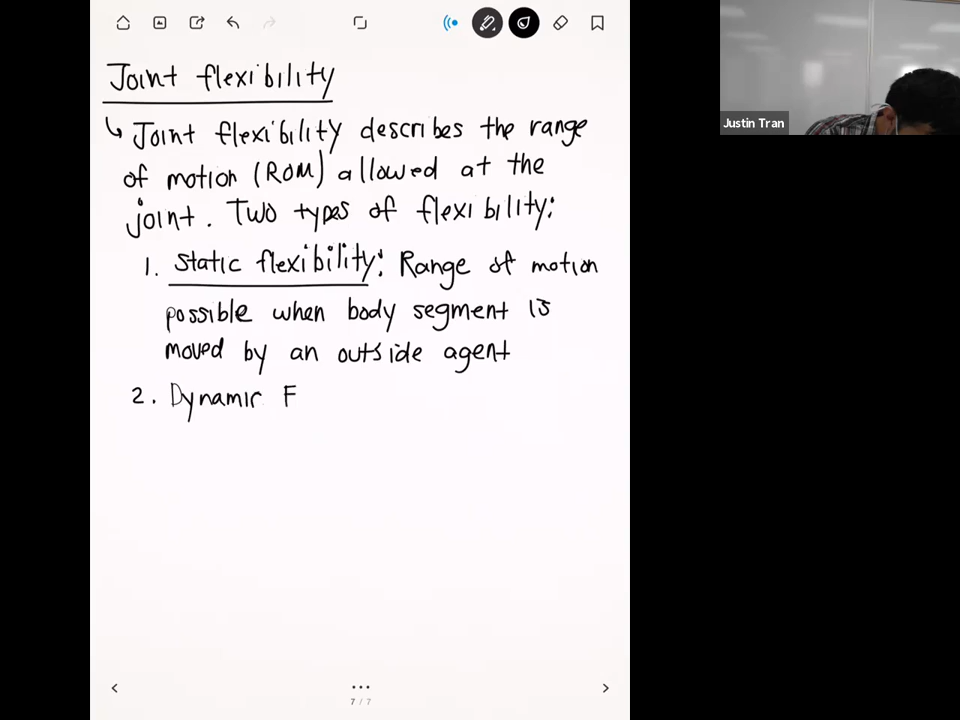 Joint flexibility
↳ Joint flexibility describes the range
of motion (ROM) allowed at the
joint. Two types of flexibility:
1. Static flexibility: Range of motion
possible when body segment is
moved by an outside agent
2. Dynamic F
7 / 7
Justin Tran